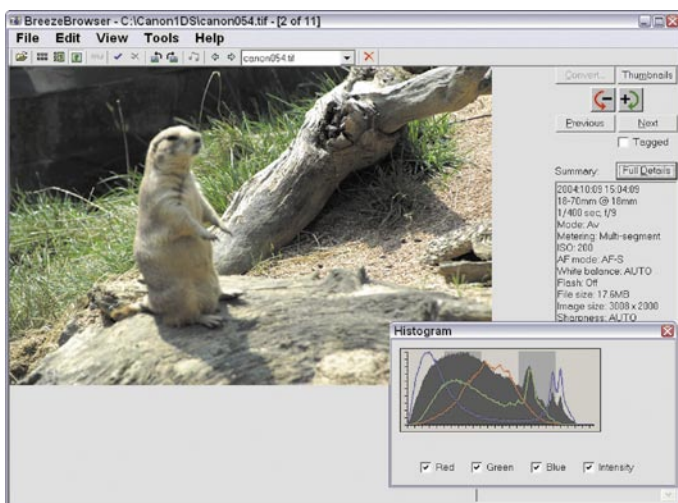 BreezeBrowser - C:\Canon1DS\canon054.tif - [2 of 11]
File Edit View Tools Help
canon054.tif
Convert... Thumbnails
Previous Next
Tagged
Summary: Full Details
2004:10:09 15:04:09
18-70mm @ 18mm
1/400 sec, f/9
Mode: Av
Metering: Multi-segment
ISO: 200
AF mode: AF-S
White balance: AUTO
Flash: Off
File size: 17.6MB
Image size: 3008 x 2000
Sharpness: AUTO
Histogram
Red Green Blue Intensity